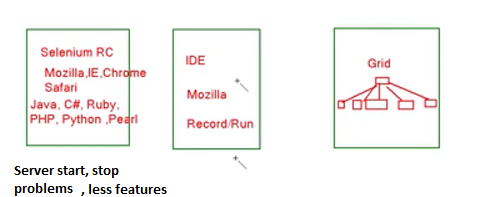 Selenium RC
Mozilla,IE,Chrome
Safari
Java, C#, Ruby,
PHP, Python ,Pearl
Server start, stop
problems , less features
IDE
Mozilla
Record/Run
Grid